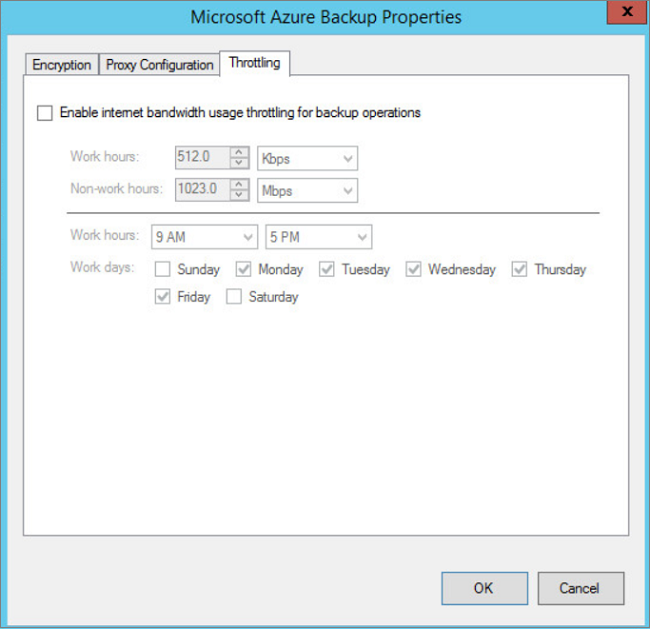 Microsoft Azure Backup Properties
x
Encryption Proxy Configuration Throttling
Enable internet bandwidth usage throttling for backup operations
Work hours: 512.0 Kbps
Non-work hours: 1023.0 Mbps
Work hours: 9 AM 5 PM
Work days: Sunday Monday Tuesday Wednesday Thursday
Friday Saturday
OK Cancel